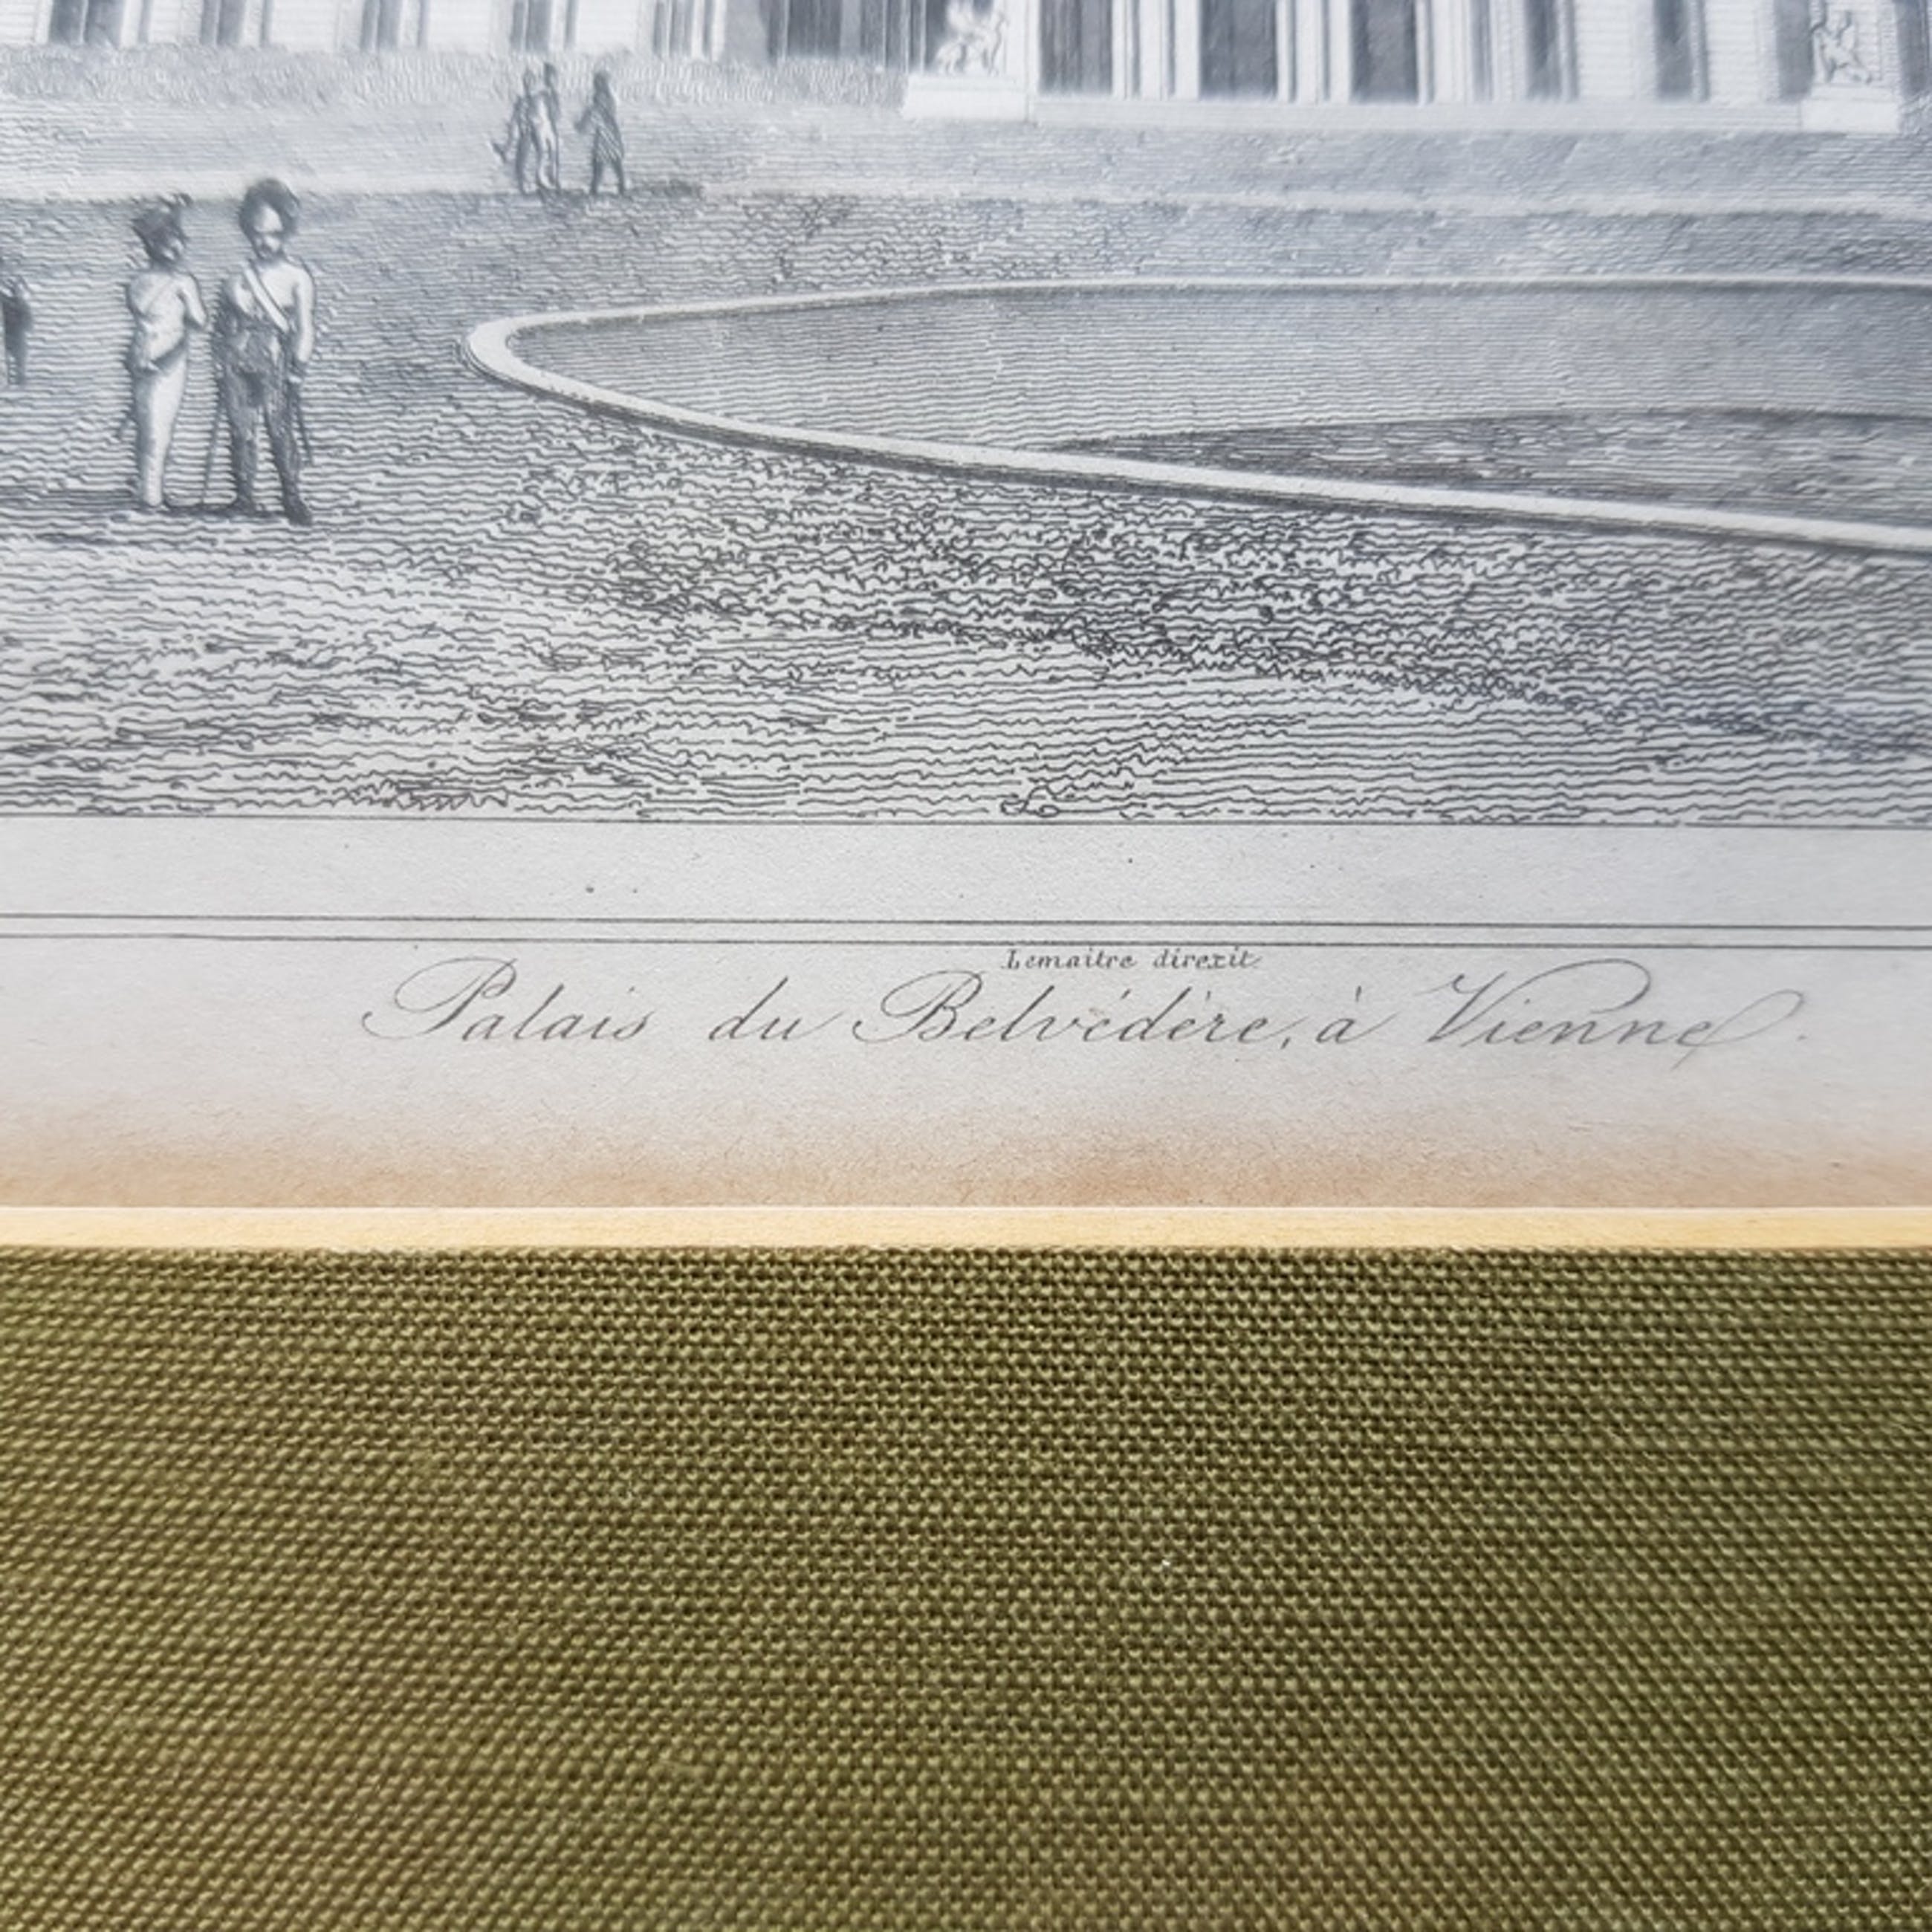 Lemaitre direxit
Palais du Belvédère, à Vienne.